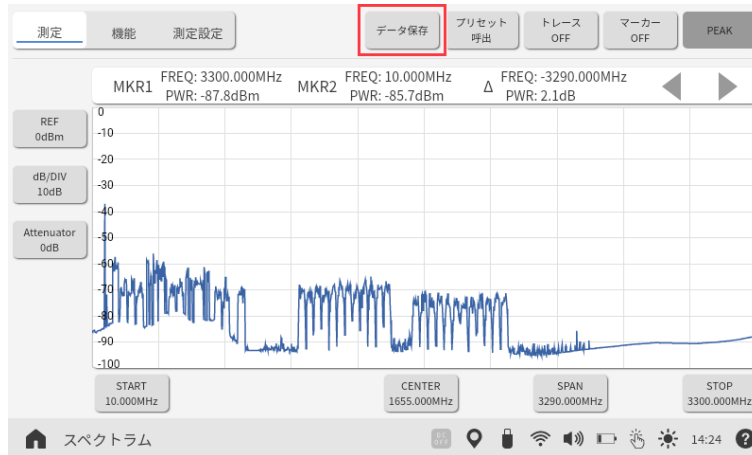 測定 機能 測定設定 データ保存 プリセット呼出 トレース OFF マーカー OFF PEAK
MKR1 FREQ: 3300.000MHz PWR: -87.8dBm MKR2 FREQ: 10.000MHz PWR: -85.7dBm Δ FREQ: -3290.000MHz PWR: 2.1dB
REF
0dBm
dB/DIV
10dB
Attenuator
0dB
0
-10
-20
-30
-40
-50
-60
-70
-80
-90
-100
START
10.000MHz
CENTER
1655.000MHz
SPAN
3290.000MHz
STOP
3300.000MHz
スペクトラム DC OFF 14:24 ?